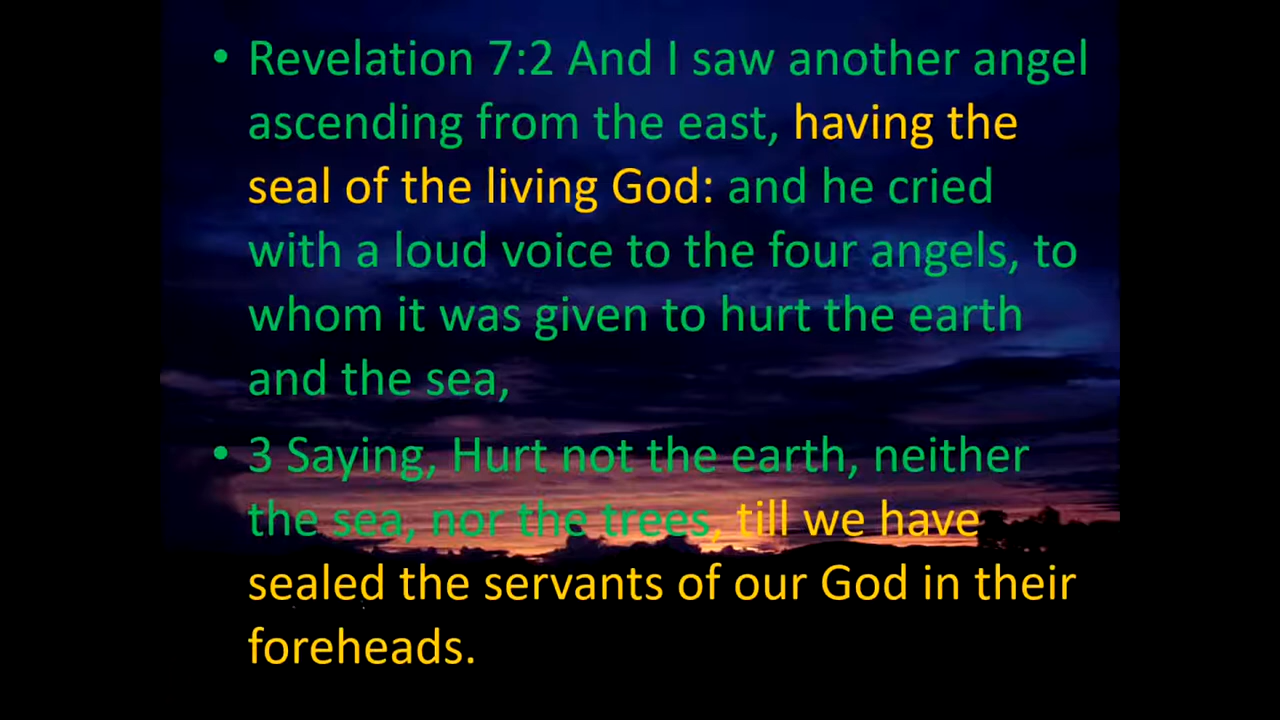 • Revelation 7:2 And I saw another angel
ascending from the east, having the
seal of the living God: and he cried
with a loud voice to the four angels, to
whom it was given to hurt the earth
and the sea,
• 3 Saying, Hurt not the earth, neither
the sea, nor the trees, till we have
sealed the servants of our God in their
foreheads.